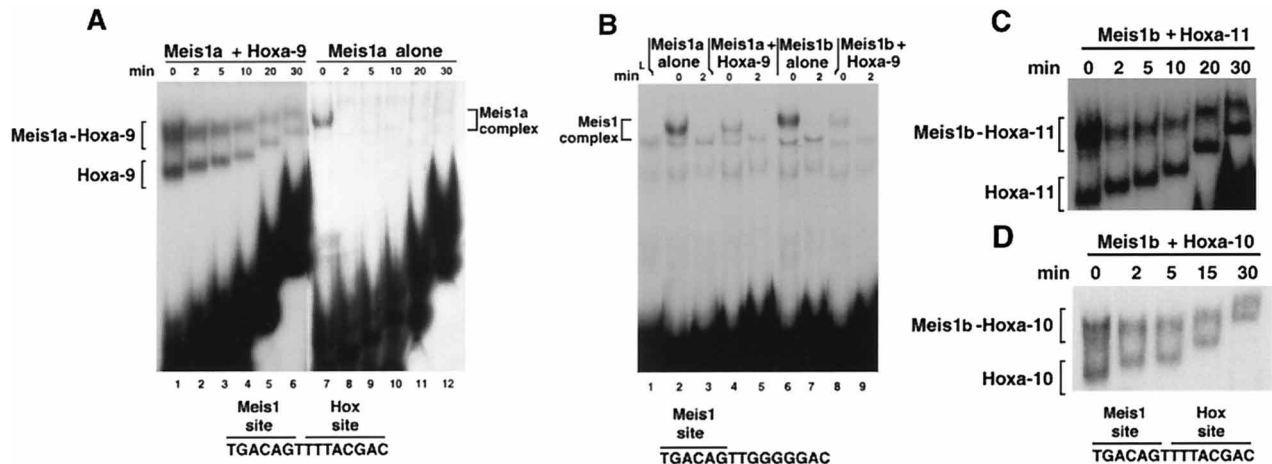 A
Meis1a + Hoxa-9 Meis1a alone
min 0 2 5 10 20 30 0 2 5 10 20 30
Meis1a-Hoxa-9
Hoxa-9
Meis1a
complex
1 2 3 4 5 6 7 8 9 10 11 12
Meis1 Hox
site site
TGACAGTTTTACGAC
B
Meis1a Meis1a+ Meis1b Meis1b+
alone Hoxa-9 alone Hoxa-9
min L 0 2 0 2 0 2 0 2
Meis1
complex
1 2 3 4 5 6 7 8 9
Meis1
site
TGACAGTTGGGGGAC
C
Meis1b + Hoxa-11
min 0 2 5 10 20 30
Meis1b-Hoxa-11
Hoxa-11
D
Meis1b + Hoxa-10
min 0 2 5 15 30
Meis1b-Hoxa-10
Hoxa-10
Meis1 Hox
site site
TGACAGTTTTACGAC